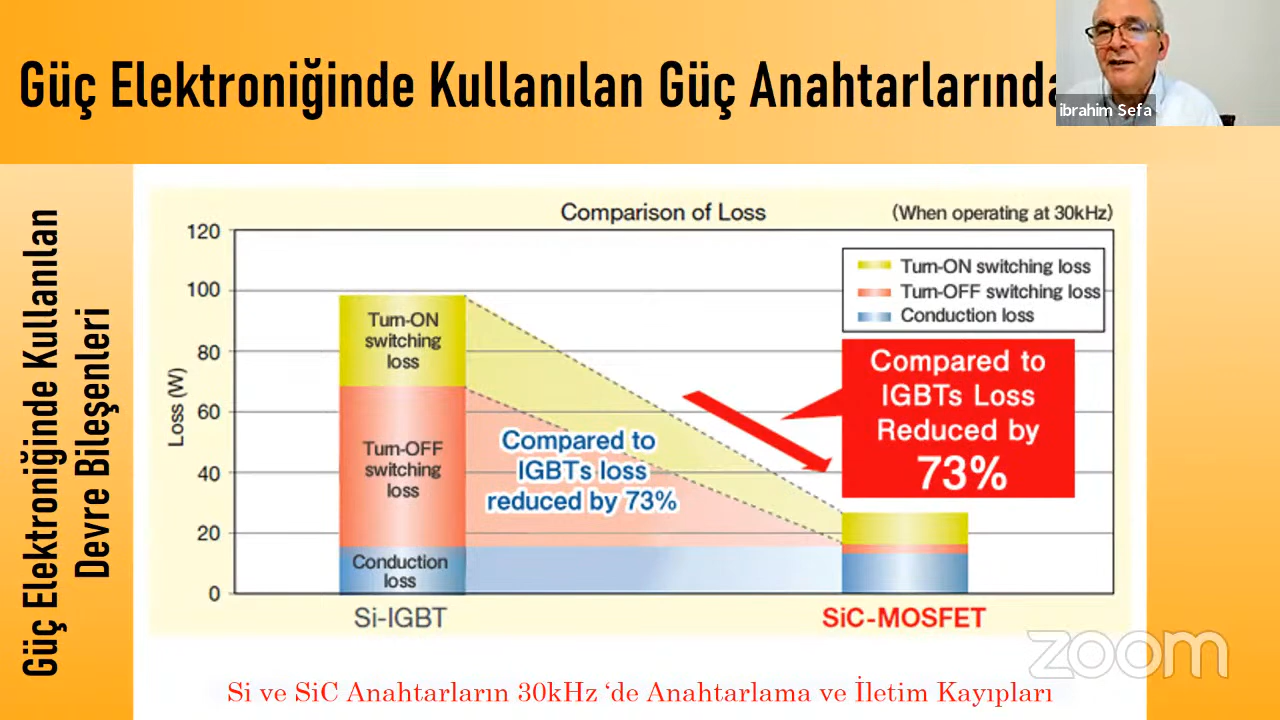 Güç Elektroniğinde Kullanılan Güç Anahtarlarında
ibrahim Sefa
Güç Elektroniğinde Kullanılan
Devre Bileşenleri
Comparison of Loss
(When operating at 30kHz)
120
100
80
60
40
20
0
Loss (W)
Turn-ON switching loss
Turn-OFF switching loss
Conduction loss
Turn-ON
switching
loss
Turn-OFF
switching
loss
Conduction
loss
Compared to
IGBTs loss
reduced by 73%
Compared to
IGBTs Loss
Reduced by
73%
Si-IGBT
SiC-MOSFET
zoom
Si ve SiC Anahtarların 30kHz ‘de Anahtarlama ve İletim Kayıpları